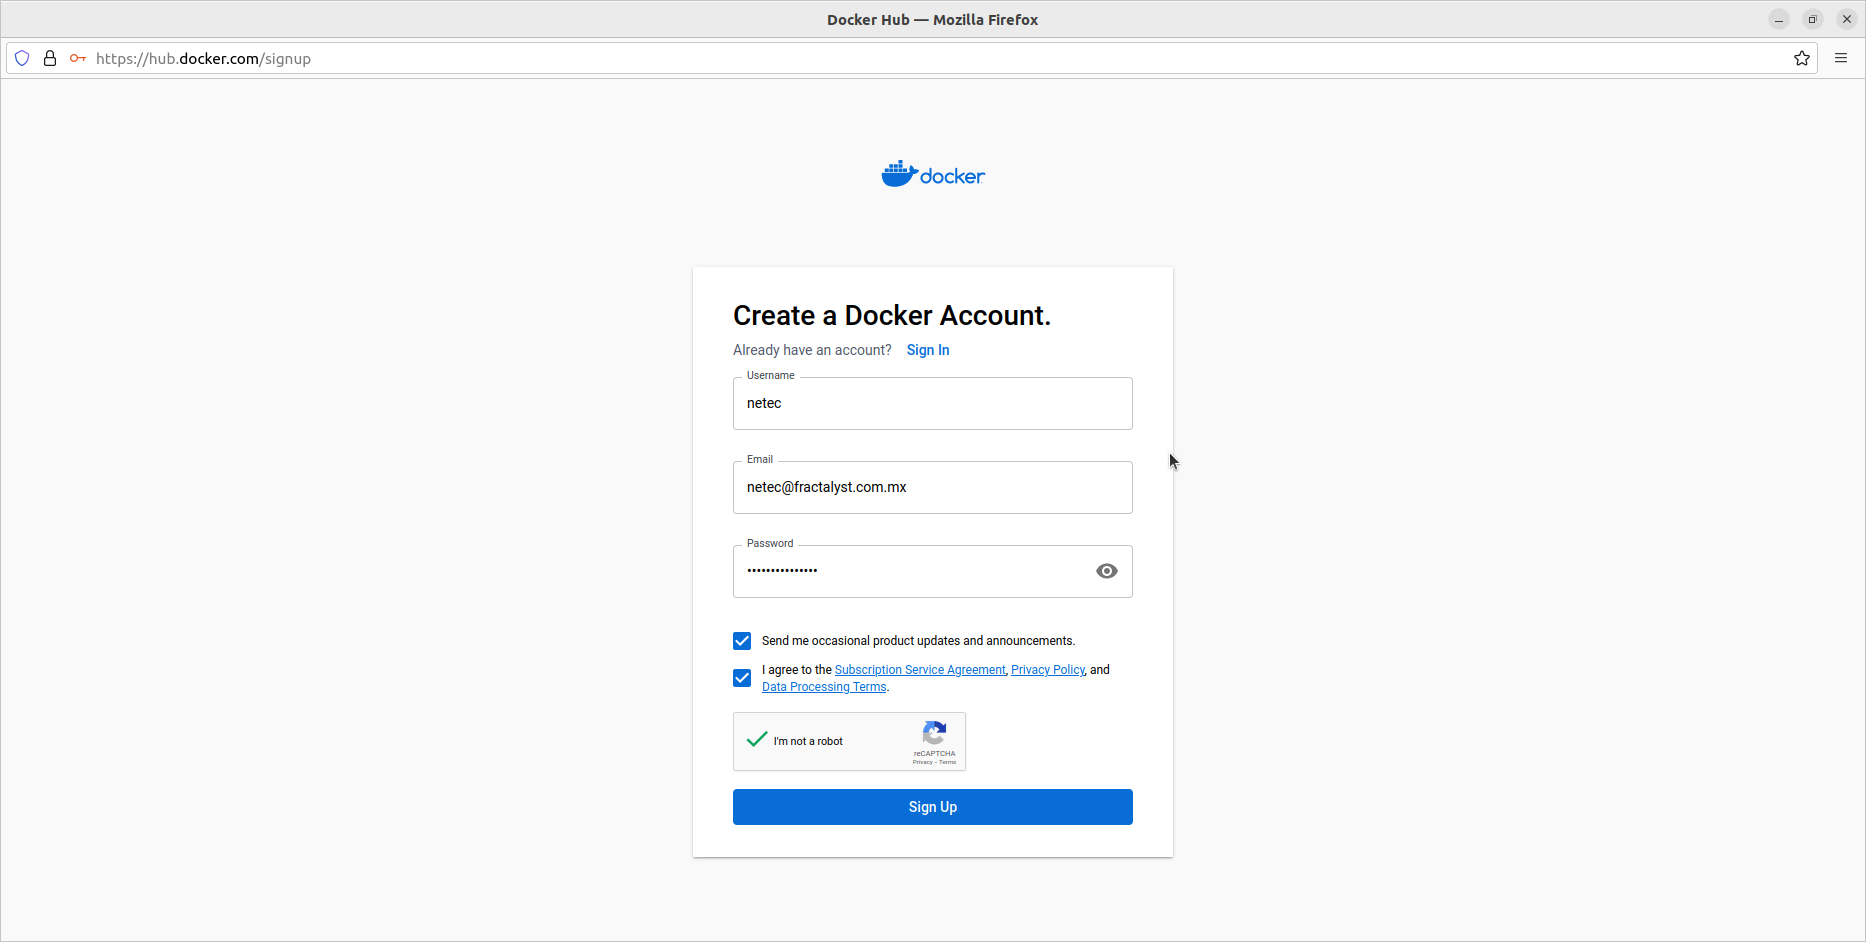 Docker Hub — Mozilla Firefox
https://hub.docker.com/signup
docker
Create a Docker Account.
Already have an account? Sign In
Username
netec
Email
netec@fractalyst.com.mx
Password
•••••••••••••••
Send me occasional product updates and announcements.
I agree to the Subscription Service Agreement, Privacy Policy, and
Data Processing Terms.
I'm not a robot
reCAPTCHA
Privacy - Terms
Sign Up